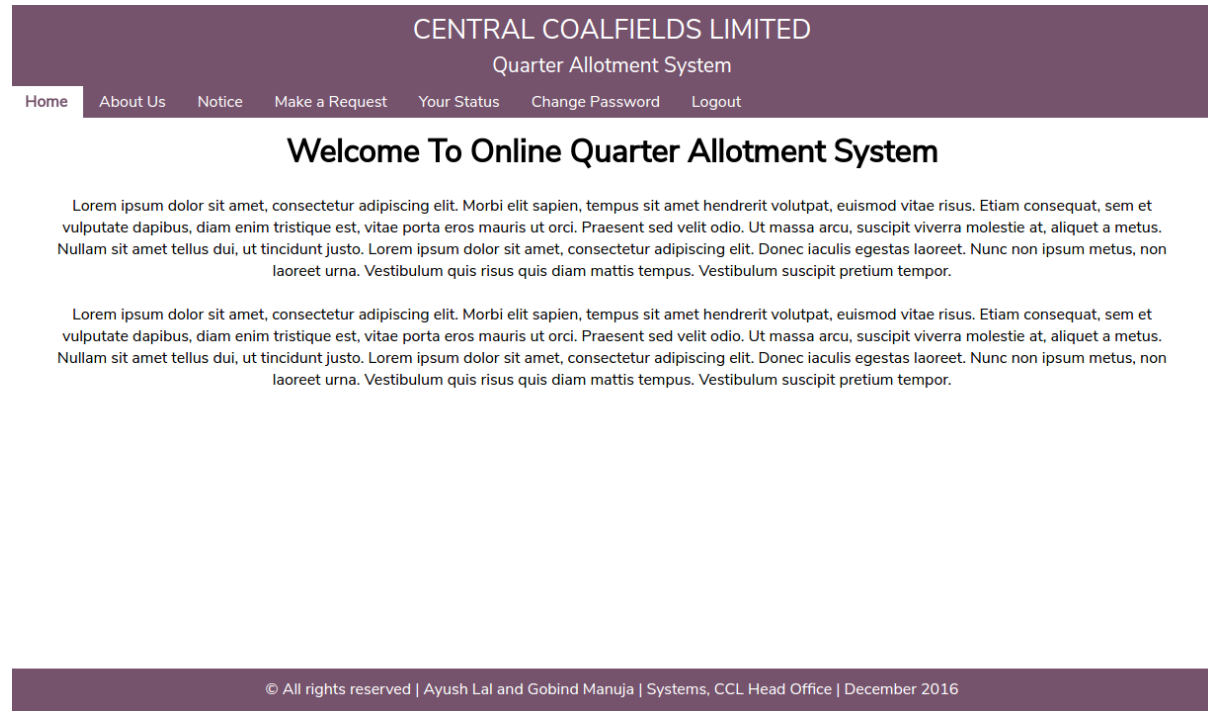 CENTRAL COALFIELDS LIMITED
Quarter Allotment System
Home About Us Notice Make a Request Your Status Change Password Logout
Welcome To Online Quarter Allotment System
Lorem ipsum dolor sit amet, consectetur adipiscing elit. Morbi elit sapien, tempus sit amet hendrerit volutpat, euismod vitae risus. Etiam consequat, sem et
vulputate dapibus, diam enim tristique est, vitae porta eros mauris ut orci. Praesent sed velit odio. Ut massa arcu, suscipit viverra molestie at, aliquet a metus.
Nullam sit amet tellus dui, ut tincidunt justo. Lorem ipsum dolor sit amet, consectetur adipiscing elit. Donec iaculis egestas laoreet. Nunc non ipsum metus, non
laoreet urna. Vestibulum quis risus quis diam mattis tempus. Vestibulum suscipit pretium tempor.
Lorem ipsum dolor sit amet, consectetur adipiscing elit. Morbi elit sapien, tempus sit amet hendrerit volutpat, euismod vitae risus. Etiam consequat, sem et
vulputate dapibus, diam enim tristique est, vitae porta eros mauris ut orci. Praesent sed velit odio. Ut massa arcu, suscipit viverra molestie at, aliquet a metus.
Nullam sit amet tellus dui, ut tincidunt justo. Lorem ipsum dolor sit amet, consectetur adipiscing elit. Donec iaculis egestas laoreet. Nunc non ipsum metus, non
laoreet urna. Vestibulum quis risus quis diam mattis tempus. Vestibulum suscipit pretium tempor.
© All rights reserved | Ayush Lal and Gobind Manuja | Systems, CCL Head Office | December 2016